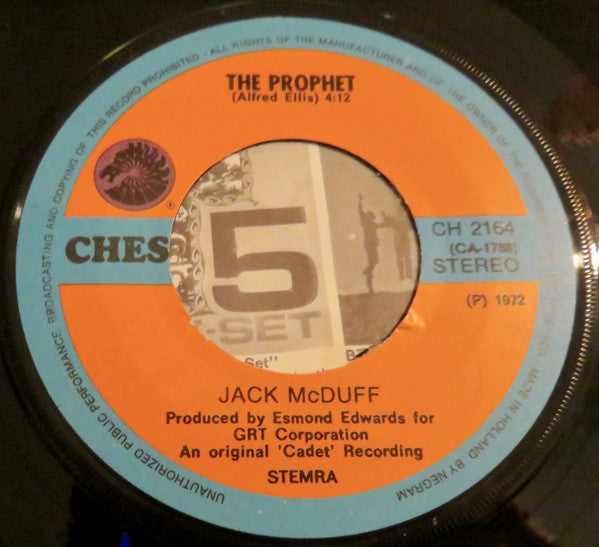 THE PROPHET
(Alfred Ellis) 4:12
®
CHES
CH 2164
(CA-1788)
STEREO
(P) 1972
5
-SET
Set"
JACK McDUFF
Produced by Esmond Edwards for
GRT Corporation
An original 'Cadet' Recording
STEMRA
UNAUTHORIZED PUBLIC PERFORMANCE, BROADCASTING AND COPYING OF THIS RECORD PROHIBITED - ALL RIGHTS OF THE MANUFACTURER AND OF THE OWNER OF THE RECORDED MADE IN HOLLAND BY NEGRAM